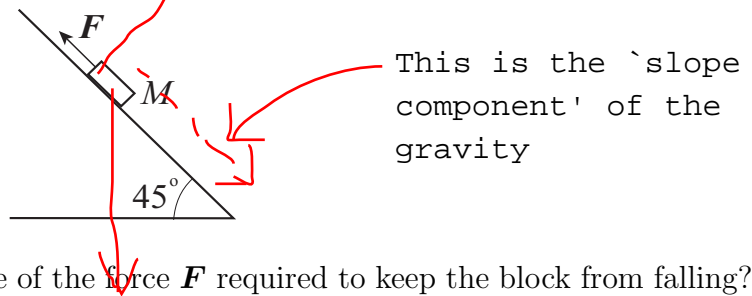 F
This is the `slope
M
component' of the
gravity
45°
e of the force F required to keep the block from falling?